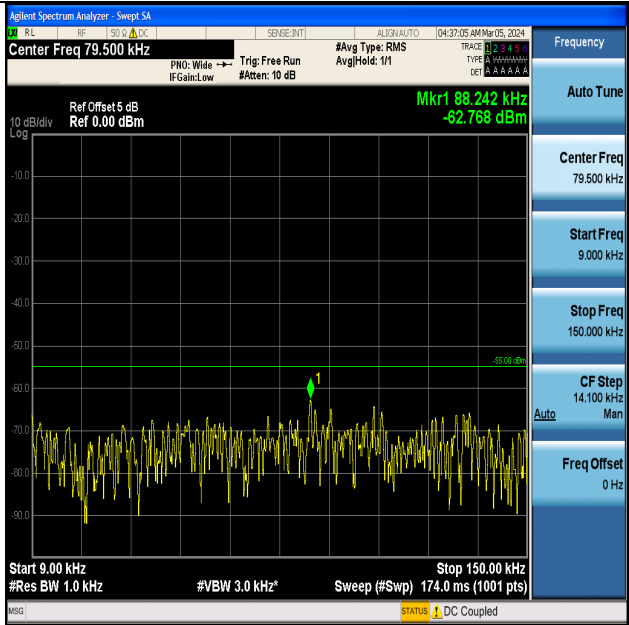 Agilent Spectrum Analyzer - Swept SA
RL RF 50 Ω DC SENSE:INT ALIGN AUTO 04:37:05 AM Mar 05, 2024
Center Freq 79.500 kHz
PNO: Wide
IFGain:Low
Trig: Free Run
#Atten: 10 dB
#Avg Type: RMS
Avg|Hold: 1/1
TRACE 1 2 3 4 5 6
TYPE A
DET A A A A A A
Ref Offset 5 dB
10 dB/div Ref 0.00 dBm
Log
Mkr1 88.242 kHz
-62.768 dBm
-10.0
-20.0
-30.0
-40.0
-50.0
-60.0
-70.0
-80.0
-90.0
-55.00 dBm
1
Start 9.00 kHz Stop 150.00 kHz
#Res BW 1.0 kHz #VBW 3.0 kHz* Sweep (#Swp) 174.0 ms (1001 pts)
MSG STATUS DC Coupled
Frequency
Auto Tune
Center Freq
79.500 kHz
Start Freq
9.000 kHz
Stop Freq
150.000 kHz
CF Step
14.100 kHz
Auto Man
Freq Offset
0 Hz